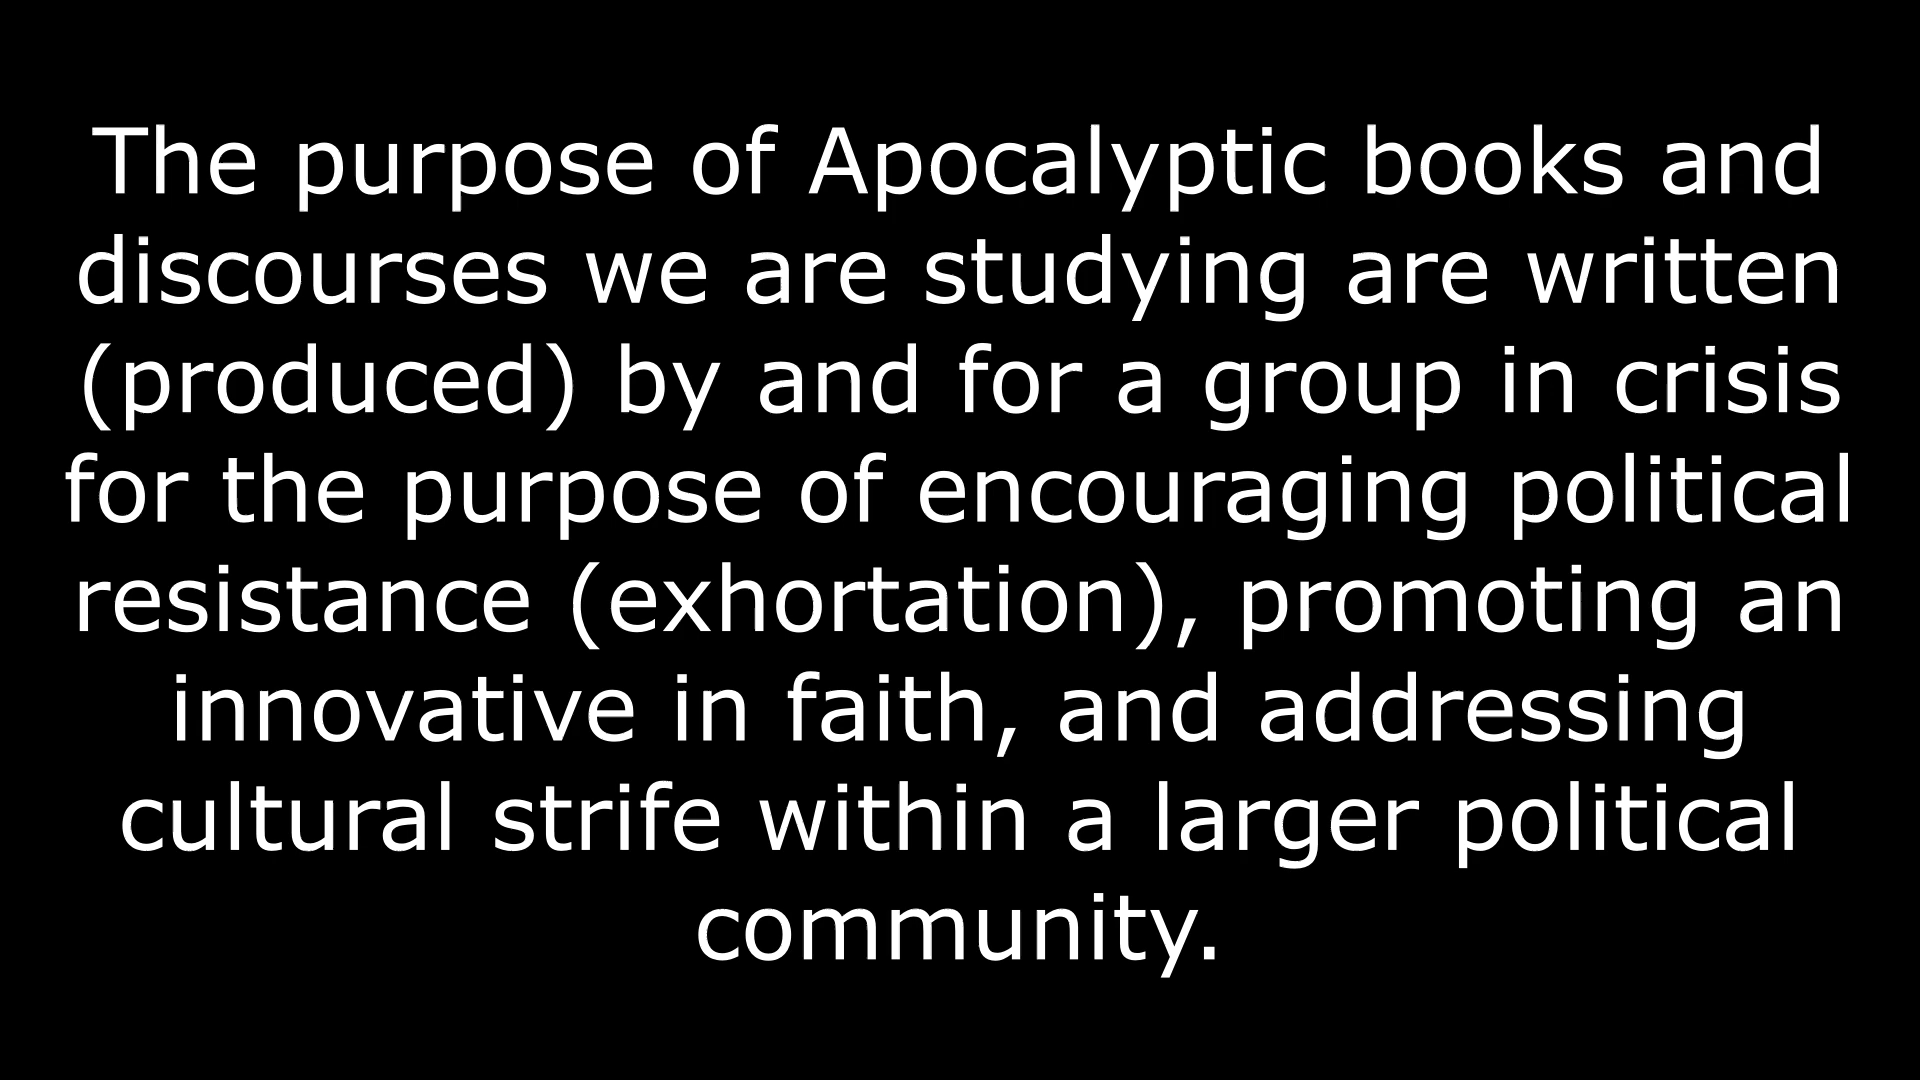 The purpose of Apocalyptic books and
discourses we are studying are written
(produced) by and for a group in crisis
for the purpose of encouraging political
resistance (exhortation), promoting an
innovative in faith, and addressing
cultural strife within a larger political
community.